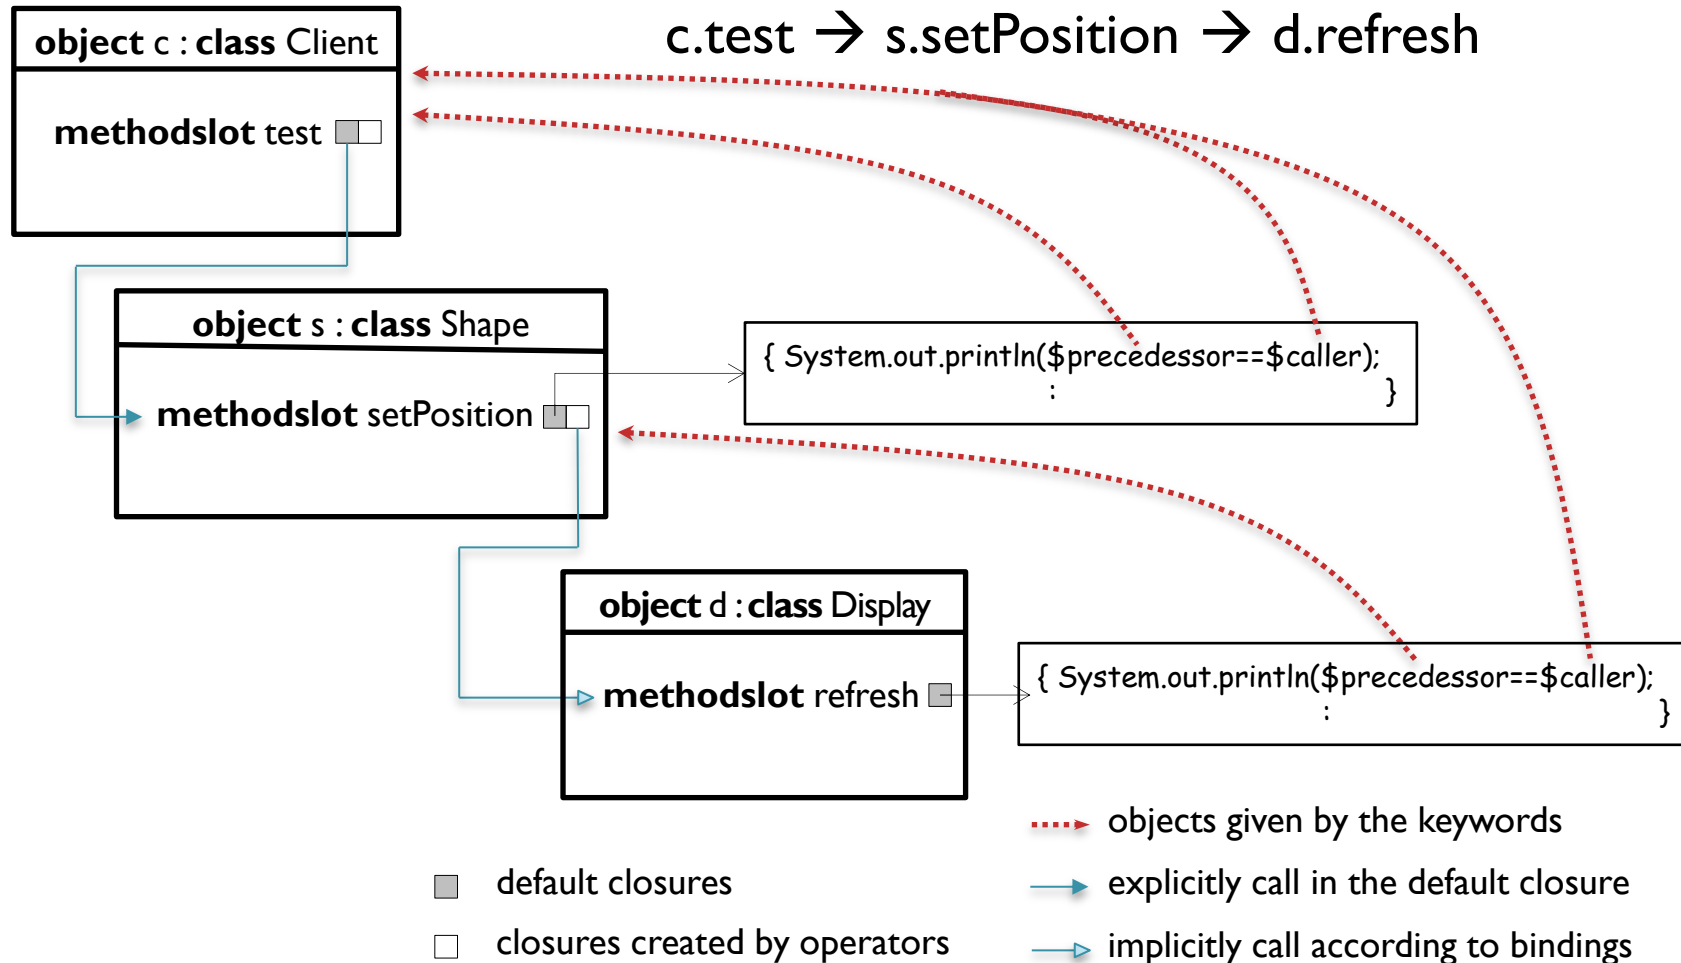 c.test → s.setPosition → d.refresh
object c : class Client
methodslot test
object s : class Shape
methodslot setPosition
{ System.out.println($precedessor==$caller);
:
}
object d : class Display
methodslot refresh
{ System.out.println($precedessor==$caller);
:
}
objects given by the keywords
default closures
explicitly call in the default closure
closures created by operators
implicitly call according to bindings